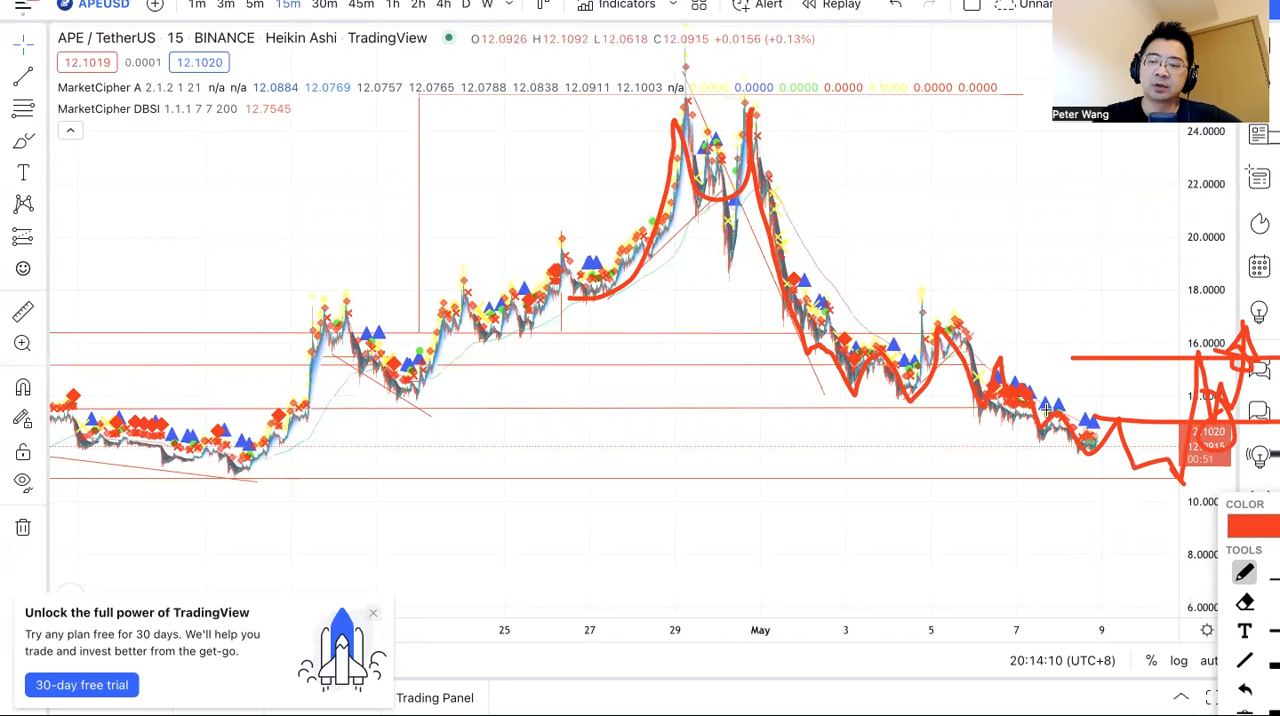 APEUSD 1m 3m 5m 15m 30m 45m 1h 2h 4h D W Indicators Alert Replay
APE / TetherUS · 15 · BINANCE · Heikin Ashi · TradingView O12.0926 H12.1092 L12.0618 C12.0915 +0.0156 (+0.13%)
12.1019 0.0001 12.1020
MarketCipher A 2.1.2 1 21 n/a n/a 12.0884 12.0769 12.0757 12.0765 12.0788 12.0838 12.0911 12.1003 n/a 0.0000 0.0000 0.0000 0.0000 0.0000 0.0000 0.0000
MarketCipher DBSI 1.1.1 7 7 200 12.7545
Peter Wang
24.0000
22.0000
20.0000
18.0000
16.0000
12.1020
12.0915
00:51
10.0000
6.0000
COLOR
TOOLS
Unlock the full power of TradingView
Try any plan free for 30 days. We'll help you
trade and invest better from the get-go.
30-day free trial
25 27 29 May 3 5 7 9
20:14:10 (UTC+8) % log
Trading Panel